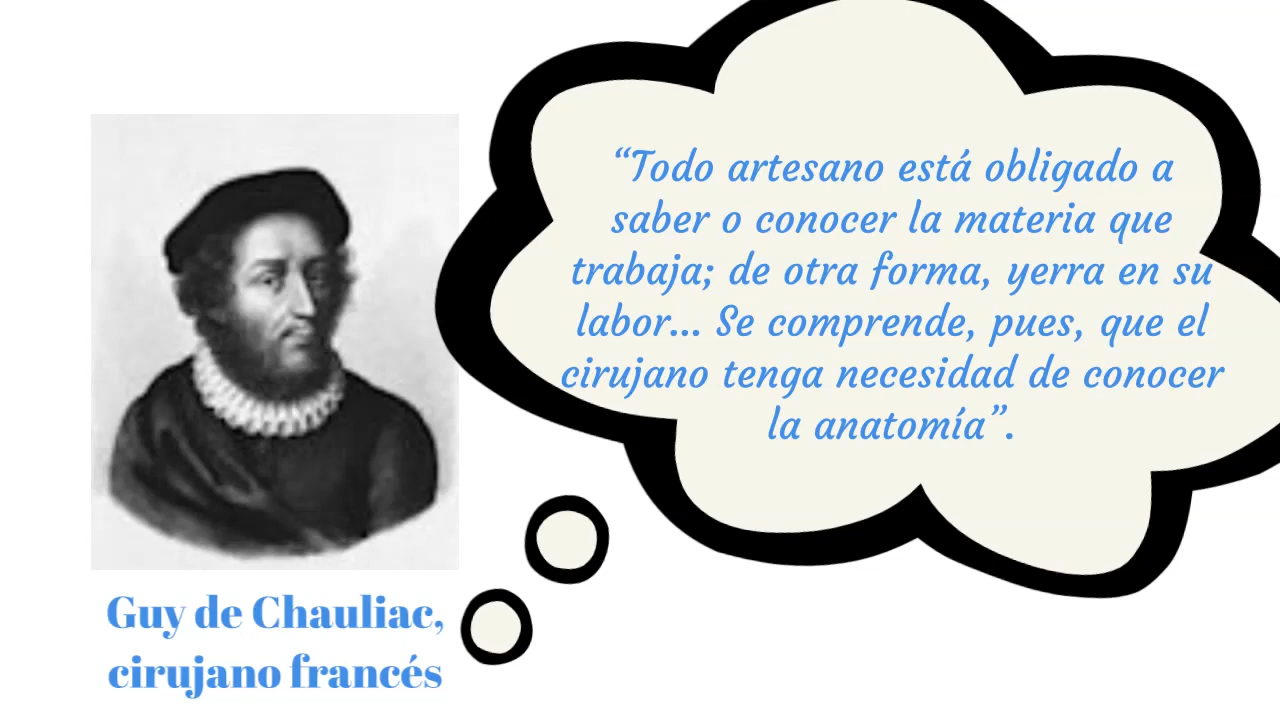 “Todo artesano está obligado a
saber o conocer la materia que
trabaja; de otra forma, yerra en su
labor... Se comprende, pues, que el
cirujano tenga necesidad de conocer
la anatomía”.
Guy de Chauliac,
cirujano francés